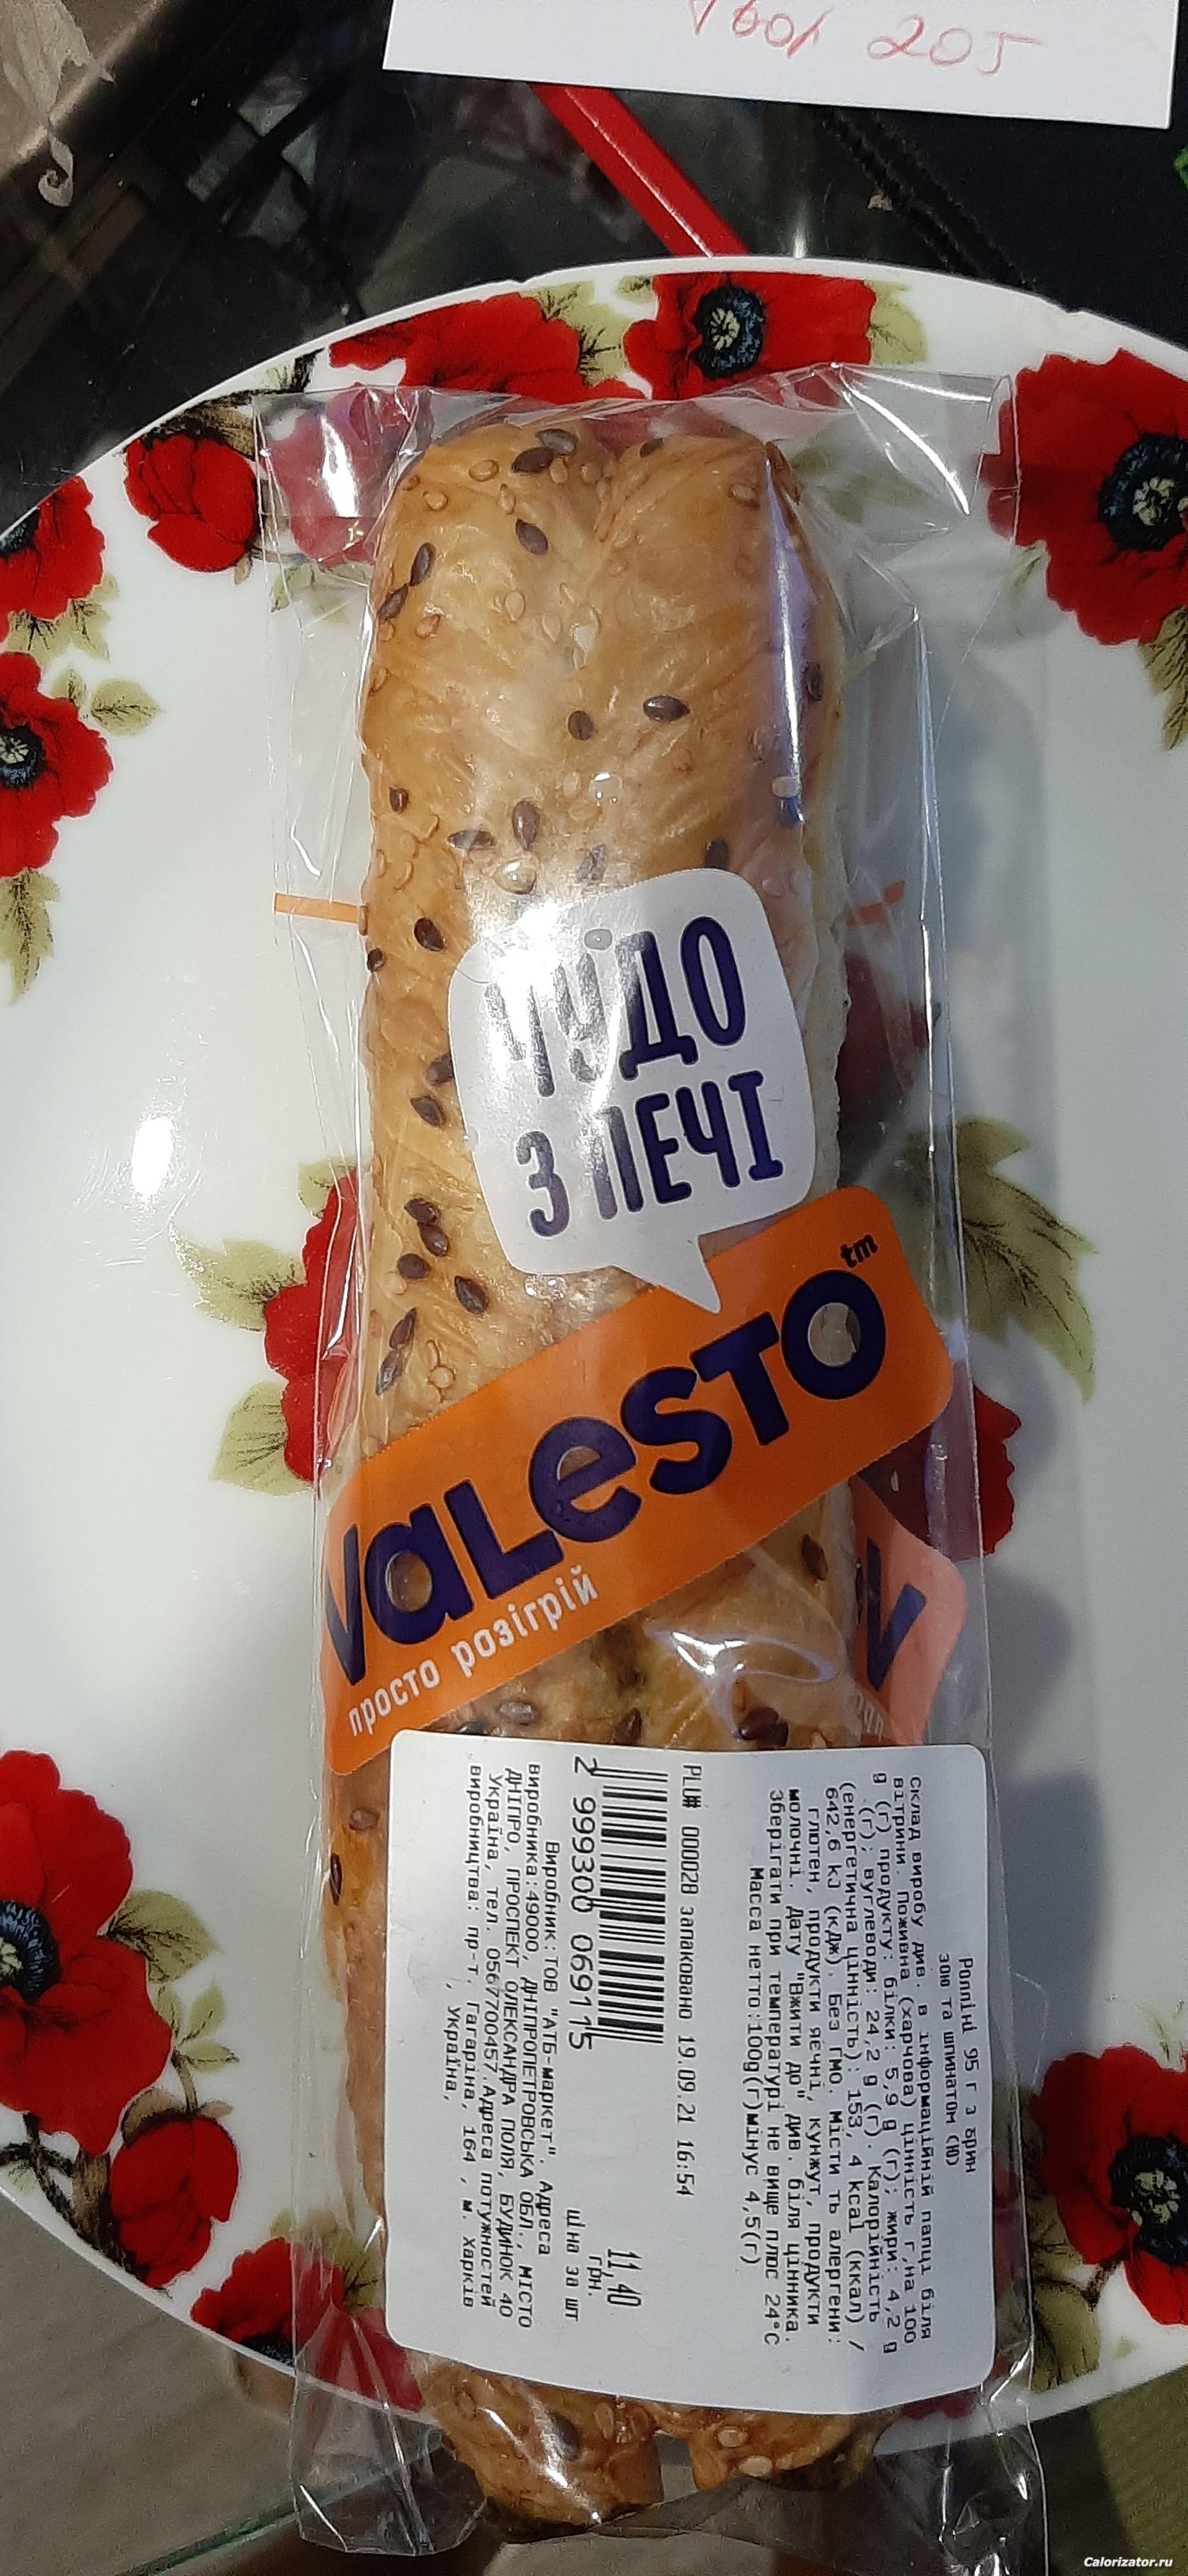 205
ЧУДО
З ПЕЧІ
VALeSTO tm
просто розігрій
V
Ролліні 95 г з брин
зою та шпинатом (Ю)
Склад виробу див. в інформаційній папці біля
вітрини. Поживна (харчова) цінність г,на 100
g (г) продукту: білки: 5,9 g (г); жири: 4,2 g
(г); вуглеводи: 24,2 g (г). Калорійність
(енергетична цінність): 153, 4 kcal (ккал) /
642,6 kJ (кДж). Без ГМО. Місти ть алергени:
глютен, продукти яєчні, кунжут, продукти
молочні. Дату "Вжити до" див. біля цінника.
Зберігати при температурі не вище плюс 24°С
Масса нетто:100g(г)мінус 4,5(г)
PLU# 000028 Запаковано 19.09.21 16:54
2 999300 069115
11,40
грн.
Ціна за шт
Виробник:ТОВ "АТБ-маркет". Адреса
виробника:49000, ДНІПРОПЕТРОВСЬКА ОБЛ., МІСТО
ДНІПРО, ПРОСПЕКТ ОЛЕКСАНДРА ПОЛЯ, БУДИНОК 40
, Україна, тел. 0567700457.Адреса потужностей
виробництва: пр-т. Гагаріна, 164 , м. Харків
, Україна,
Calorizator.ru